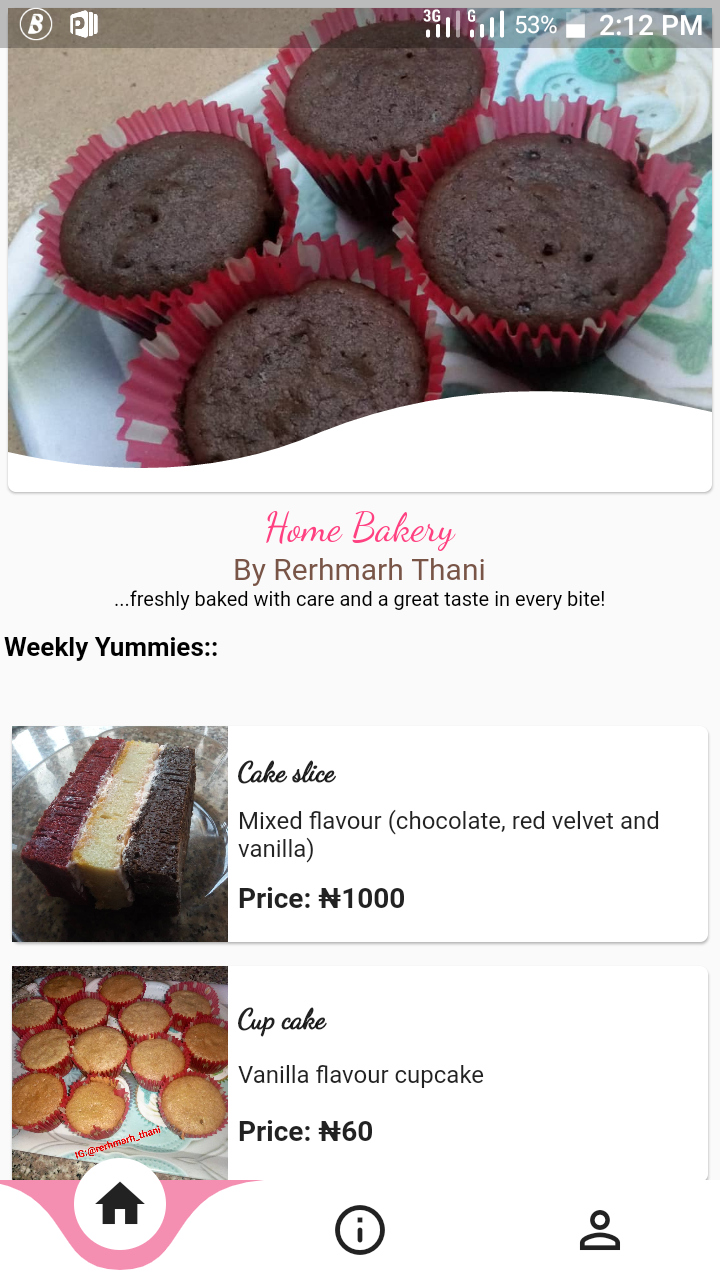 3G G 53% 2:12 PM
Home Bakery
By Rerhmarh Thani
...freshly baked with care and a great taste in every bite!
Weekly Yummies::
Cake slice
Mixed flavour (chocolate, red velvet and
vanilla)
Price: ₦1000
Cup cake
Vanilla flavour cupcake
Price: ₦60
IG:@rerhmarh_thani